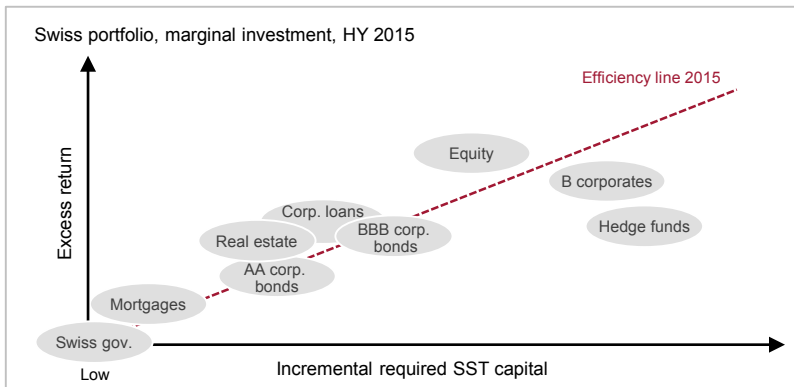 Swiss portfolio, marginal investment, HY 2015
Efficiency line 2015
Excess return
Equity
B corporates
Corp. loans
Hedge funds
Real estate
BBB corp.
bonds
AA corp.
bonds
Mortgages
Swiss gov.
Low
Incremental required SST capital